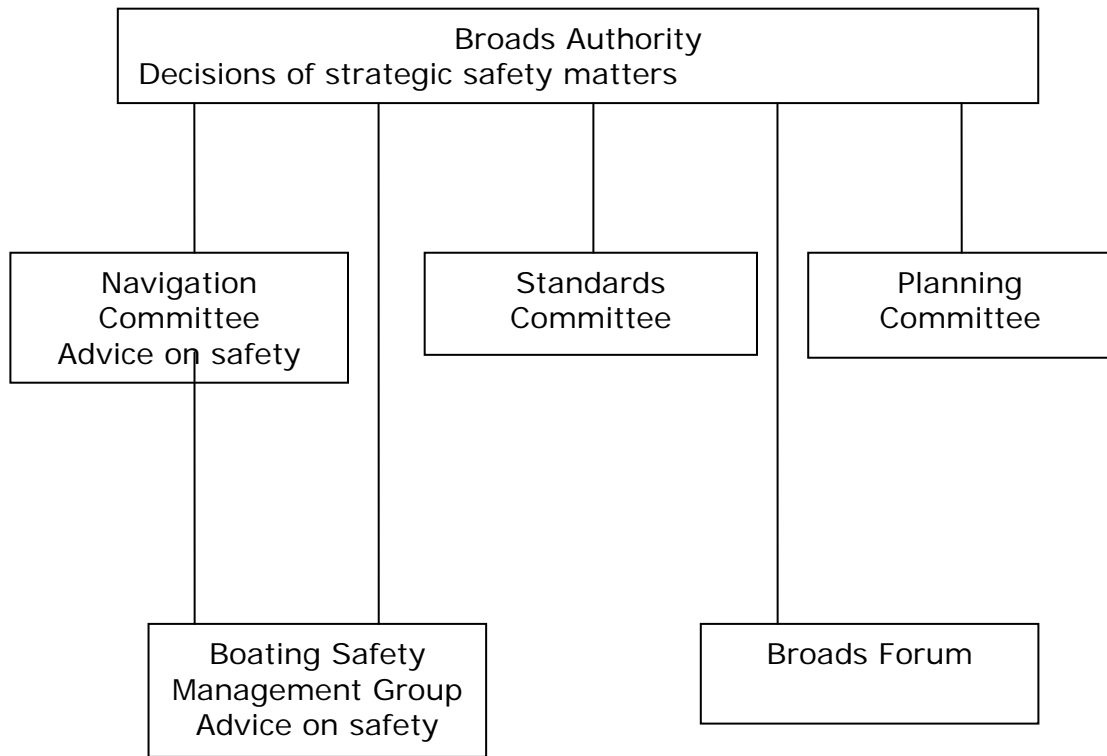 Broads Authority
Decisions of strategic safety matters
Navigation
Committee
Advice on safety
Standards
Committee
Planning
Committee
Boating Safety
Management Group
Advice on safety
Broads Forum